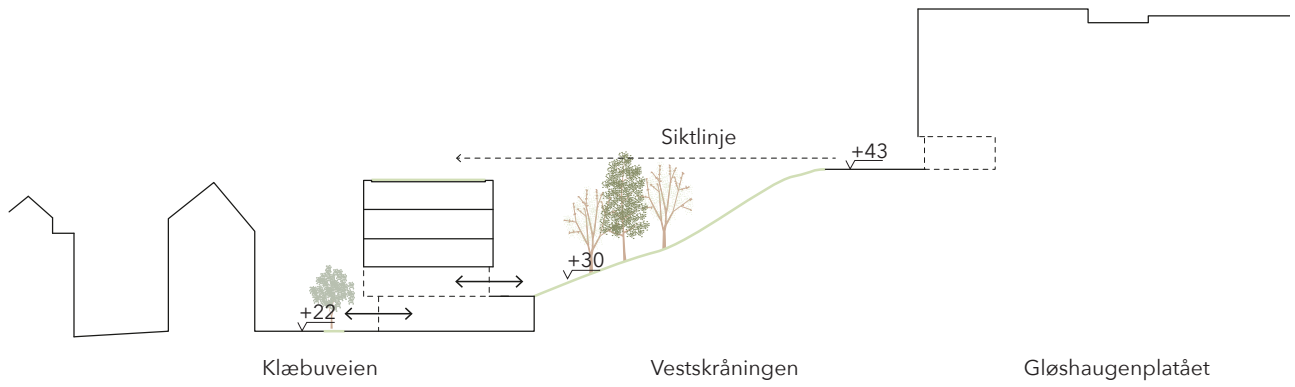 Siktlinje
+43
+30
+22
Klæbuveien
Vestskråningen
Gløshaugenplatået